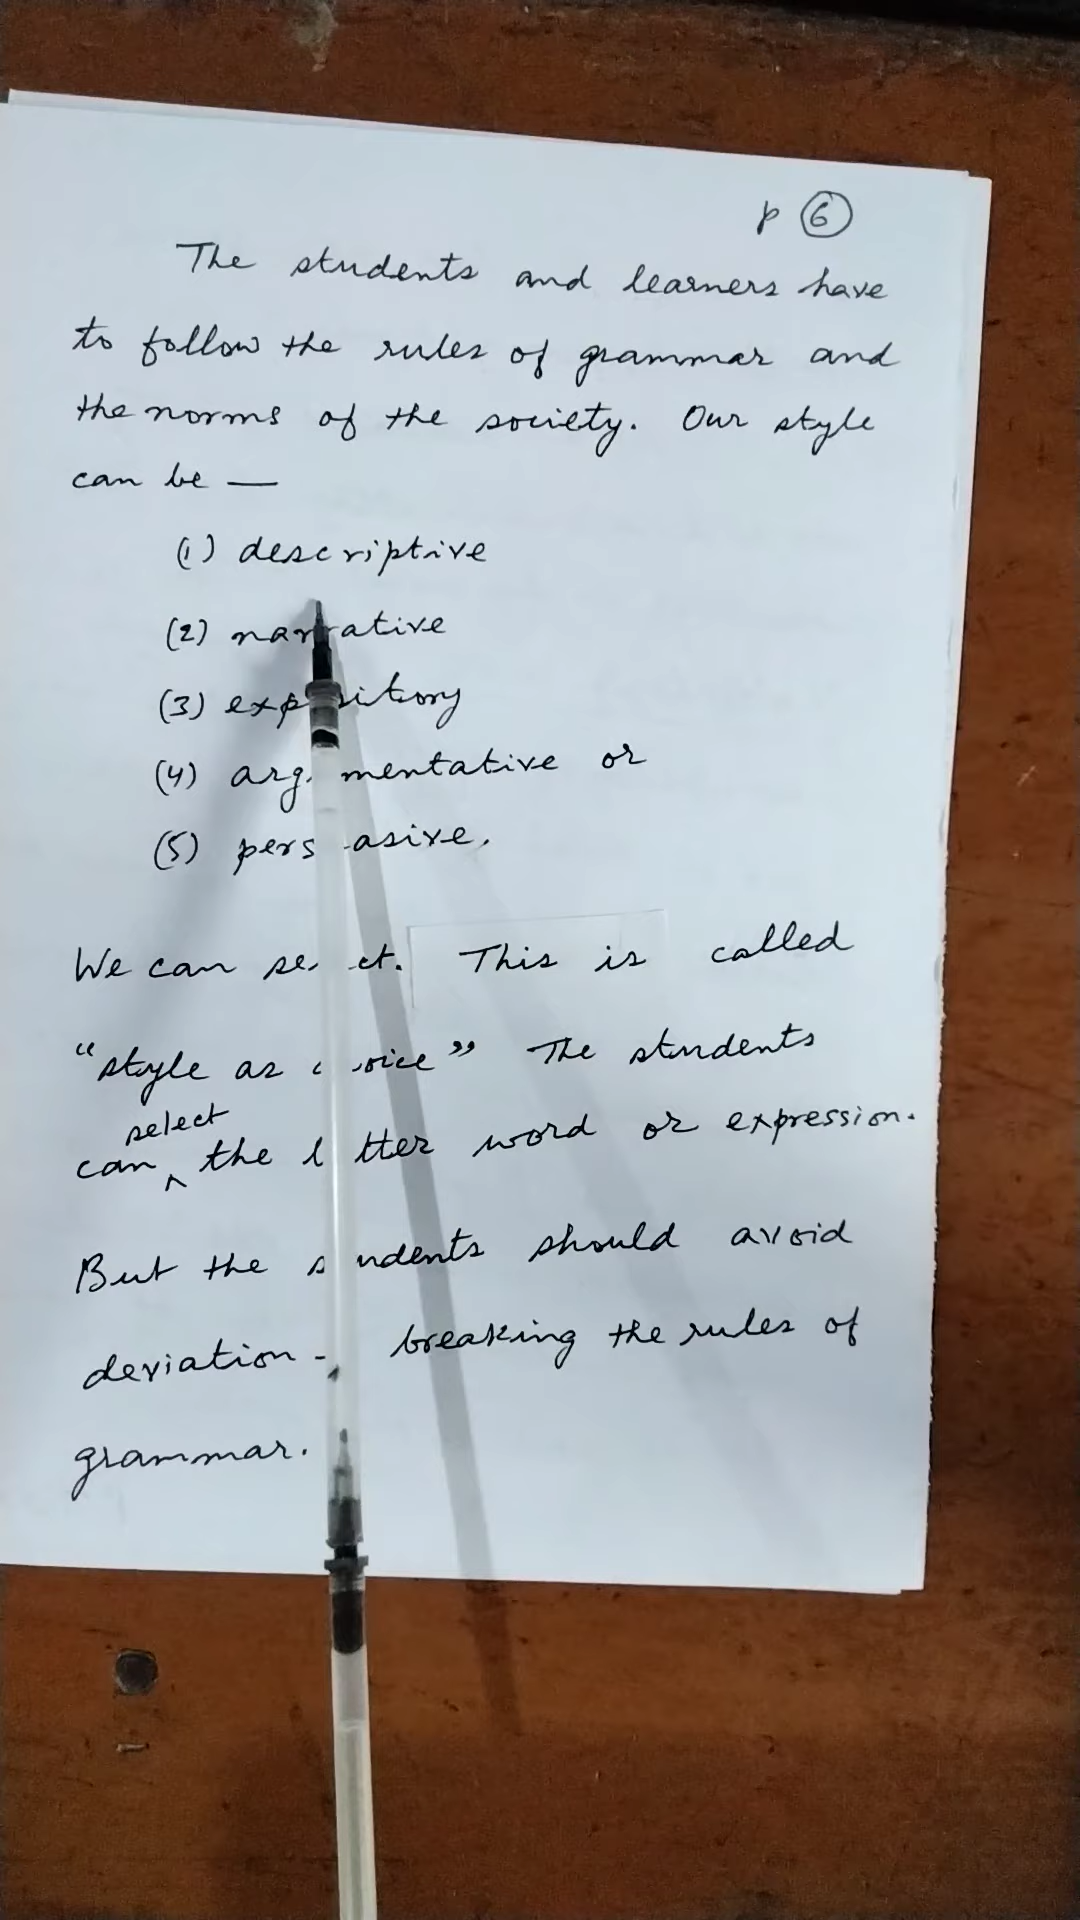 p 6
The students and learners have
to follow the rules of grammar and
the norms of the society. Our style
can be —
(1) descriptive
(2) narrative
(3) expository
(4) argumentative or
(5) persuasive.
We can select. This is called
"style as choice" The students
select
can ^ the better word or expression.
But the students should avoid
deviation - breaking the rules of
grammar.